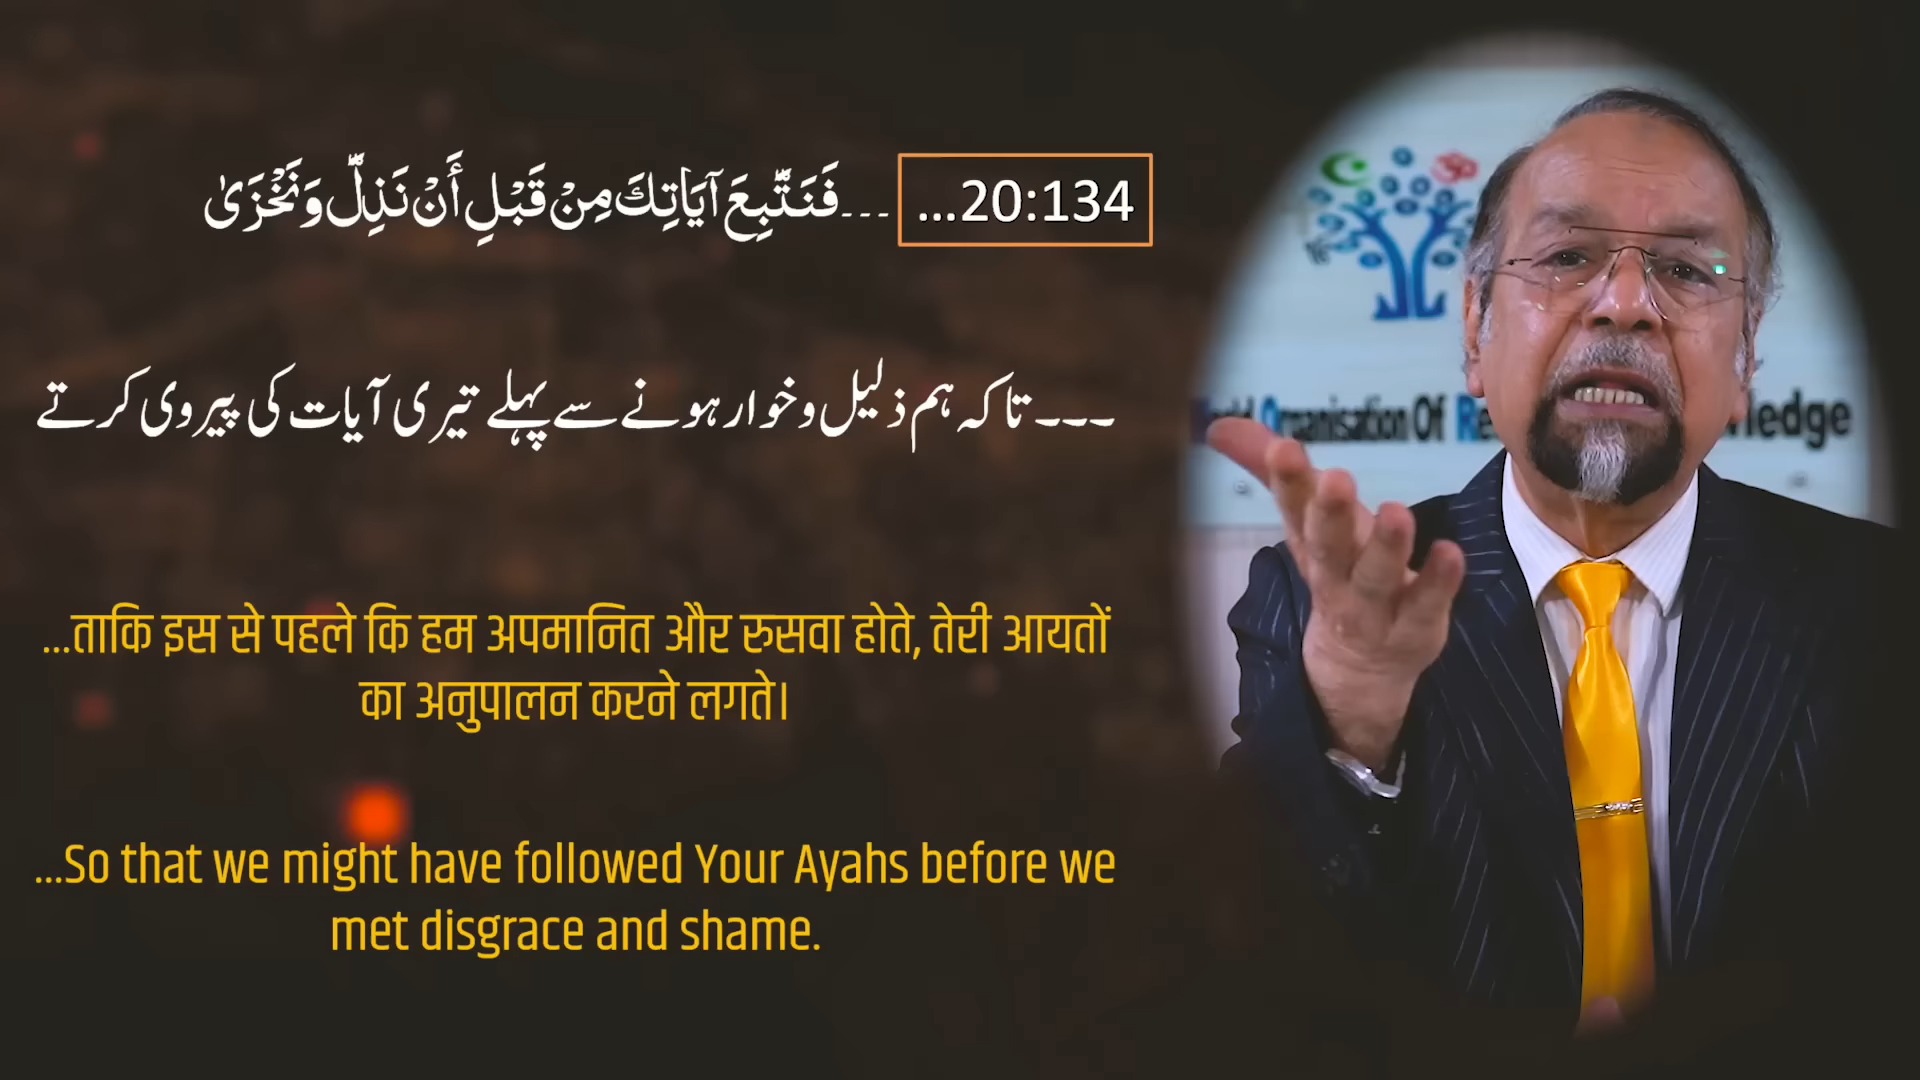 ...20:134
۔۔۔فَنَتَّبِعَ آيَاتِكَ مِنْ قَبْلِ أَنْ نَذِلَّ وَنَخْزَىٰ
۔۔۔ تاکہ ہم ذلیل و خوار ہونے سے پہلے تیری آیات کی پیروی کرتے
...ताकि इस से पहले कि हम अपमानित और रुसवा होते, तेरी आयतों
का अनुपालन करने लगते।
...So that we might have followed Your Ayahs before we
met disgrace and shame.
Organisation Of